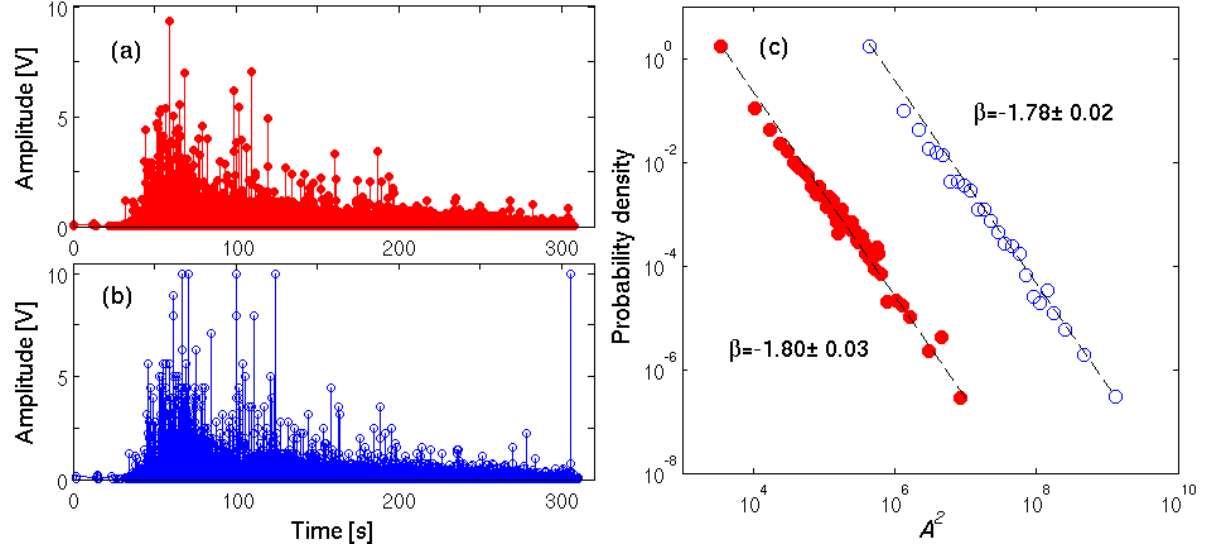 10
5
0
Amplitude [V]
(a)
0
100
200
300
10
5
0
Amplitude [V]
(b)
0
100
200
300
Time [s]
10^0
10^-2
10^-4
10^-6
10^-8
Probability density
(c)
β=-1.78± 0.02
β=-1.80± 0.03
10^4
10^6
10^8
10^10
A^2